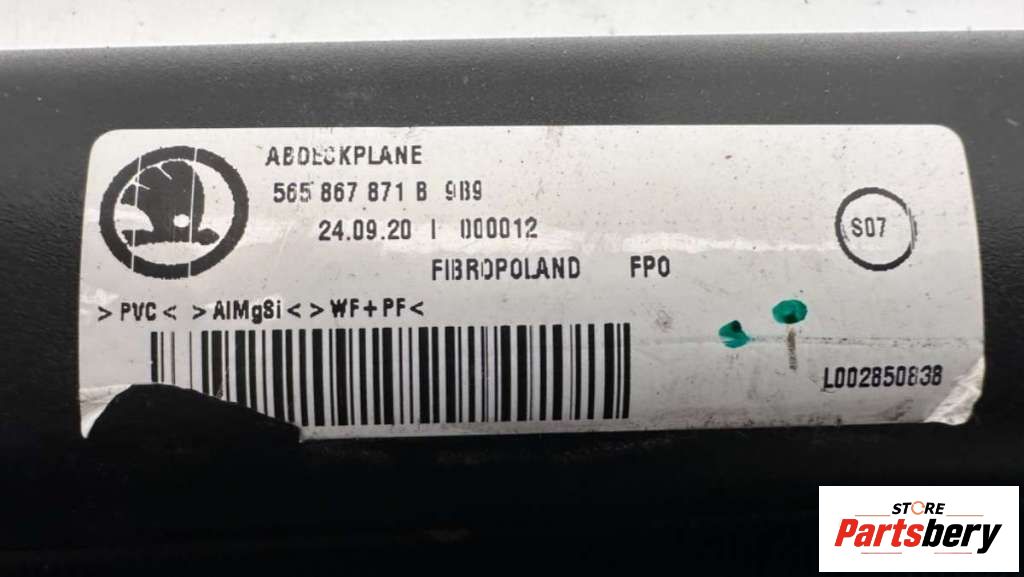 ABDECKPLANE
565 867 871 B 9B9
24.09.20 | 000012
S07
FIBROPOLAND FPO
>PVC< >AlMgSi< >WF+PF<
L002850838
STORE
Partsbery